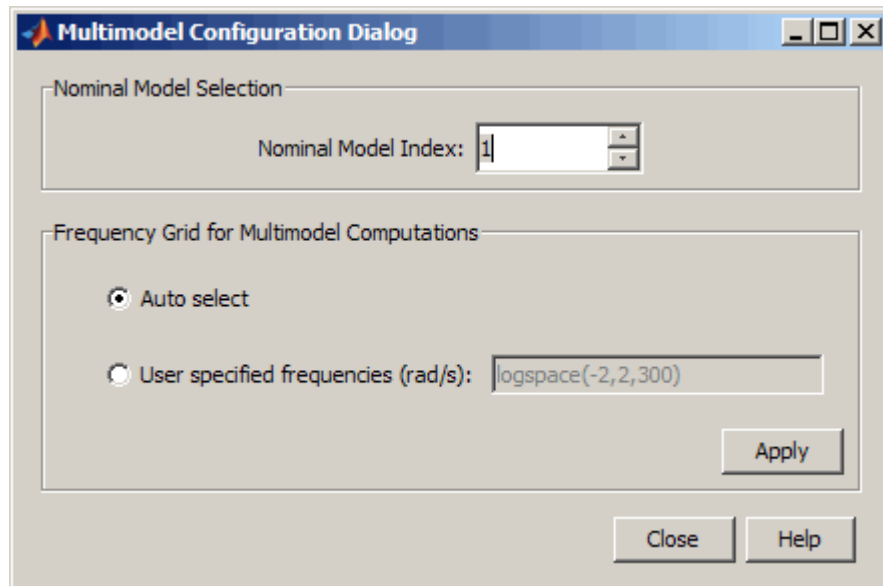 Multimodel Configuration Dialog
Nominal Model Selection
Nominal Model Index: 1
Frequency Grid for Multimodel Computations
Auto select
User specified frequencies (rad/s): logspace(-2,2,300)
Apply
Close Help